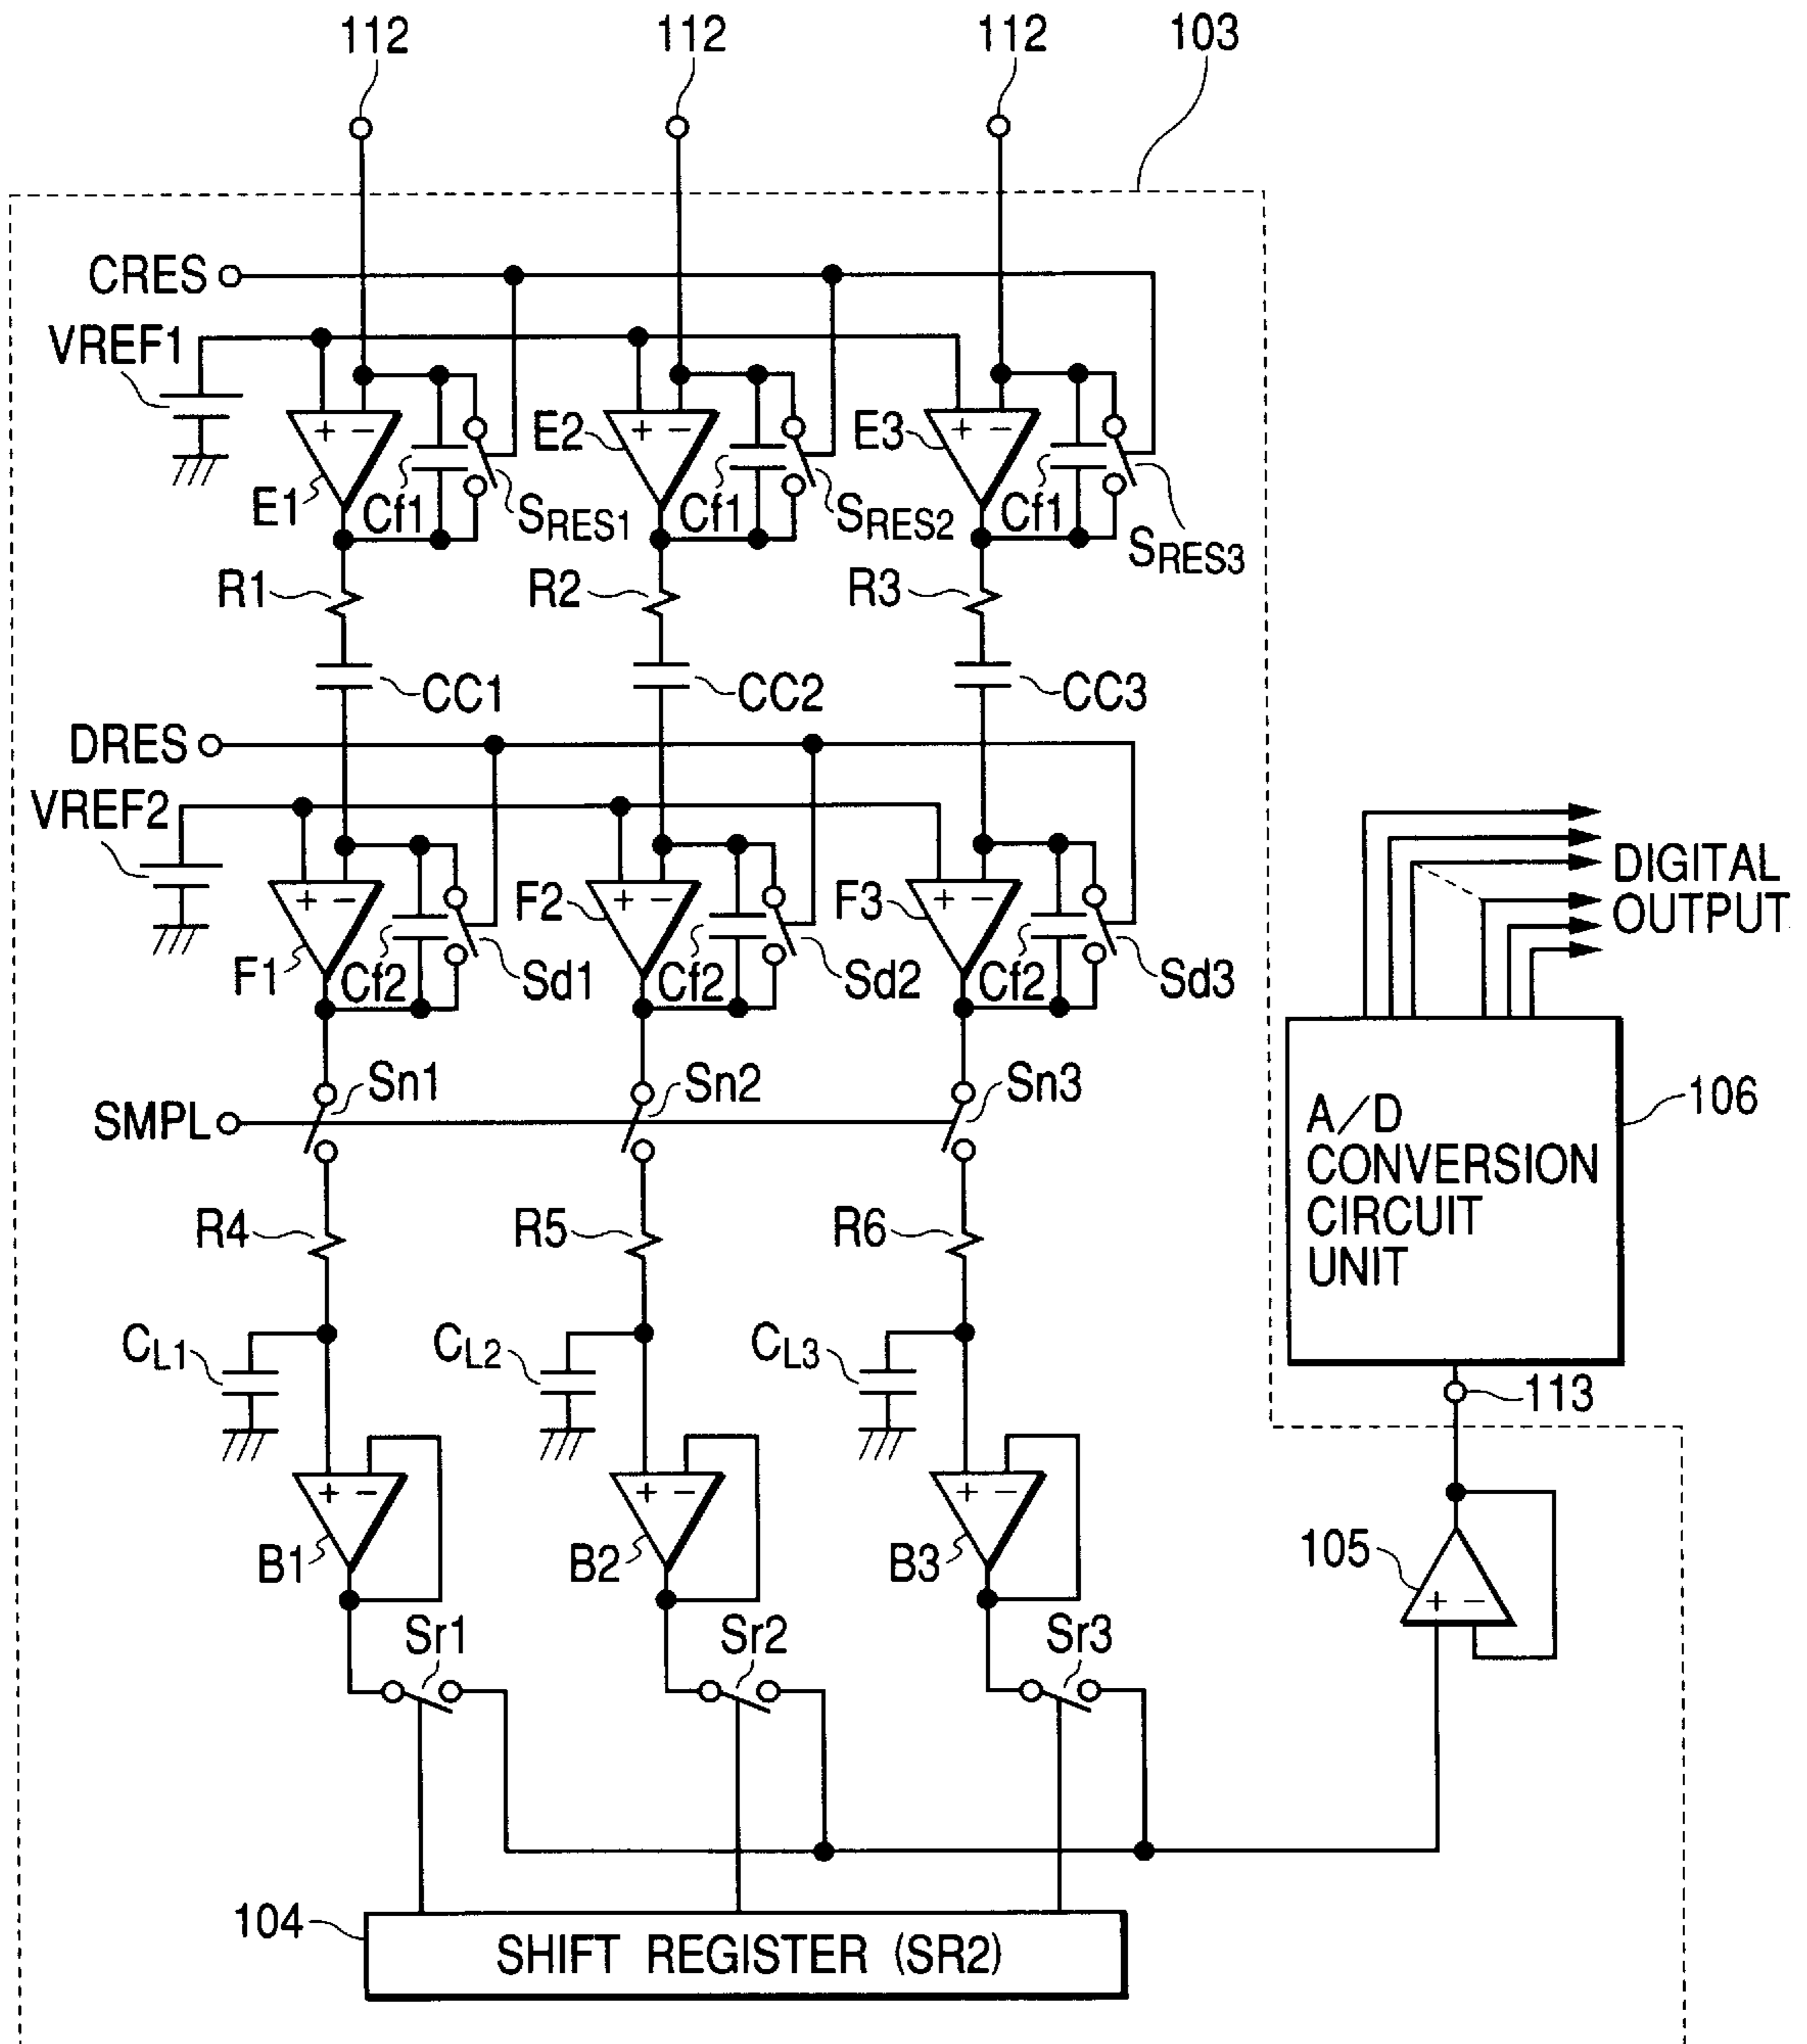 112 112 112 103
CRES
VREF1
+ − + − + −
E1 E2 E3
Cf1 Cf1 Cf1
SRES1 SRES2 SRES3
R1 R2 R3
CC1 CC2 CC3
DRES
VREF2
+ − + − + −
F1 F2 F3
Cf2 Cf2 Cf2
Sd1 Sd2 Sd3
DIGITAL
OUTPUT
Sn1 Sn2 Sn3
SMPL
A/D
CONVERSION
CIRCUIT
UNIT
106
R4 R5 R6
CL1 CL2 CL3
113
+ − + − + −
B1 B2 B3
105
+ −
Sr1 Sr2 Sr3
104
SHIFT REGISTER (SR2)